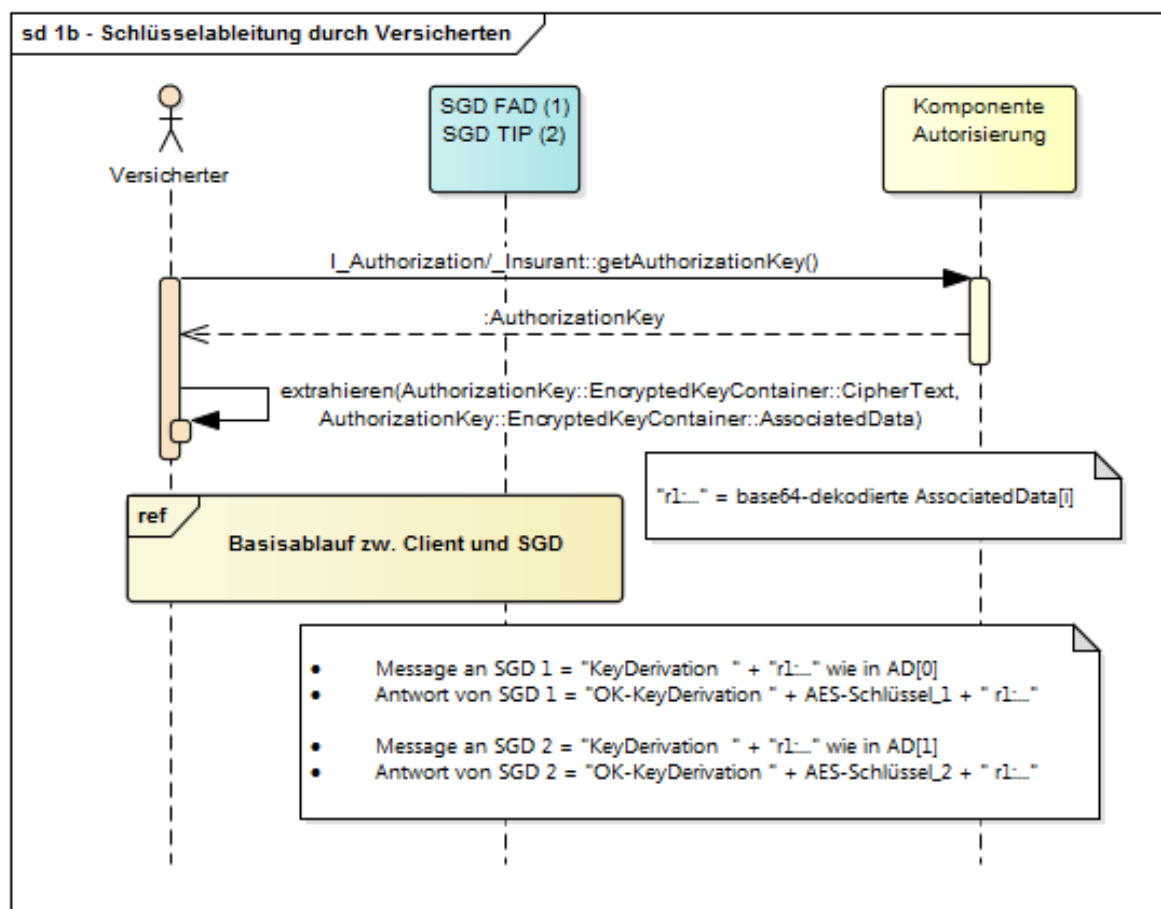 sd 1b - Schlüsselableitung durch Versicherten
SGD FAD (1)
SGD TIP (2)
Komponente
Autorisierung
Versicherter
I_Authorization/_Insurant::getAuthorizationKey()
:AuthorizationKey
extrahieren(AuthorizationKey::EncryptedKeyContainer::CipherText,
AuthorizationKey::EncryptedKeyContainer::AssociatedData)
"r1:..." = base64-dekodierte AssociatedData[i]
ref
Basisablauf zw. Client und SGD
• Message an SGD 1 = "KeyDerivation " + "r1:..." wie in AD[0]
• Antwort von SGD 1 = "OK-KeyDerivation " + AES-Schlüssel_1 + " r1:..."
• Message an SGD 2 = "KeyDerivation " + "r1:..." wie in AD[1]
• Antwort von SGD 2 = "OK-KeyDerivation " + AES-Schlüssel_2 + " r1:..."